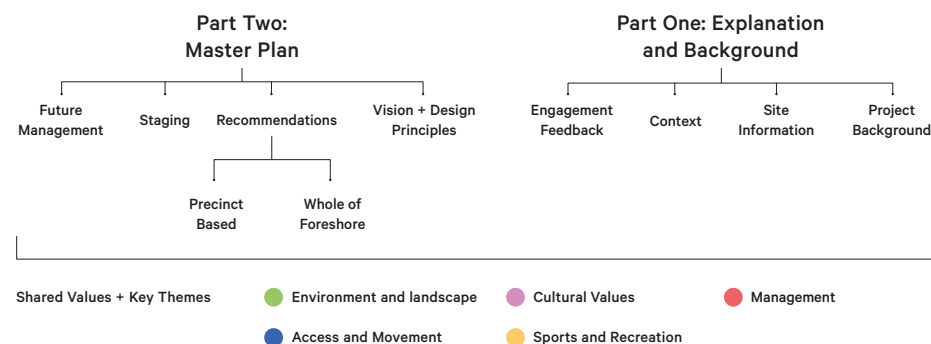 Part Two:
Master Plan
Part One: Explanation
and Background
Future
Management
Staging
Recommendations
Vision + Design
Principles
Engagement
Feedback
Context
Site
Information
Project
Background
Precinct
Based
Whole of
Foreshore
Shared Values + Key Themes
Environment and landscape
Cultural Values
Management
Access and Movement
Sports and Recreation